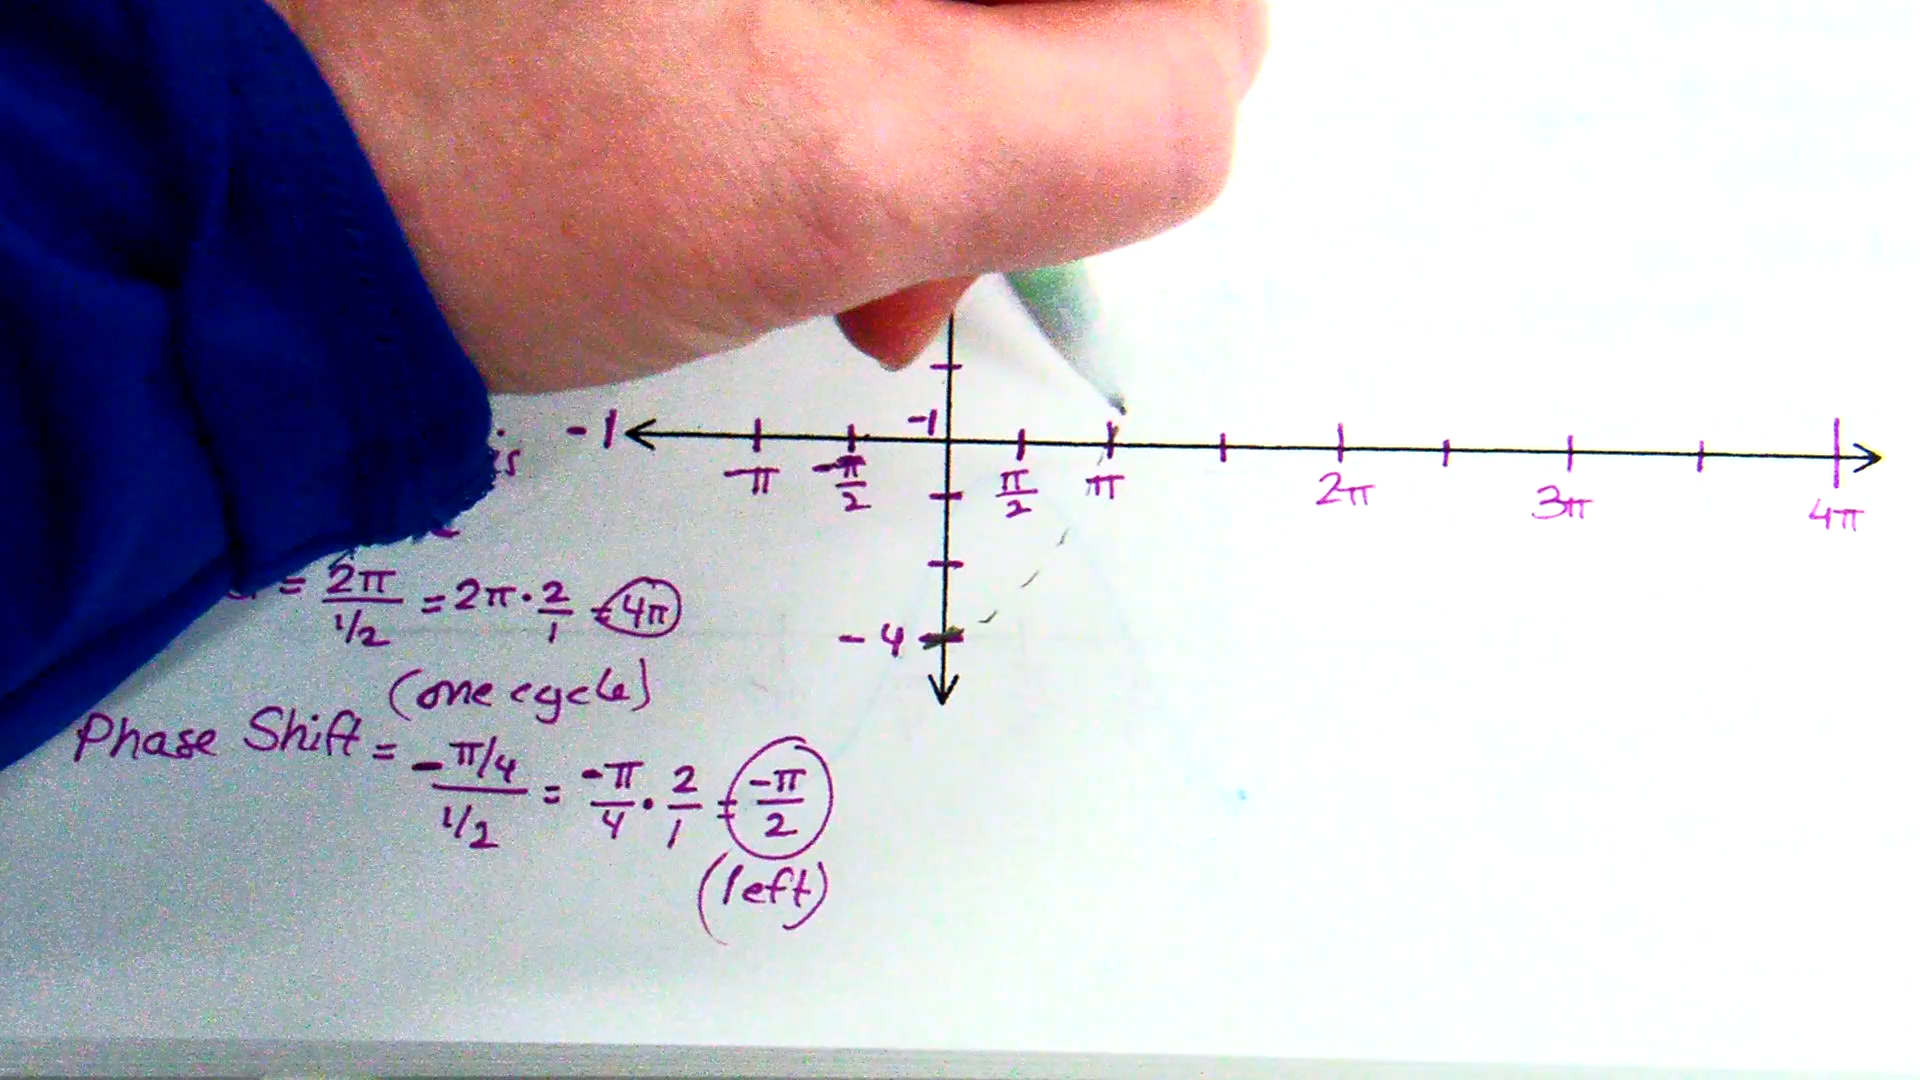 is -1
-1
-π -π/2 π/2 π 2π 3π 4π
= 2π/1/2 = 2π · 2/1 = 4π
-4
(one cycle)
Phase Shift = -π/4/1/2 = -π/4 · 2/1 = -π/2
(left)